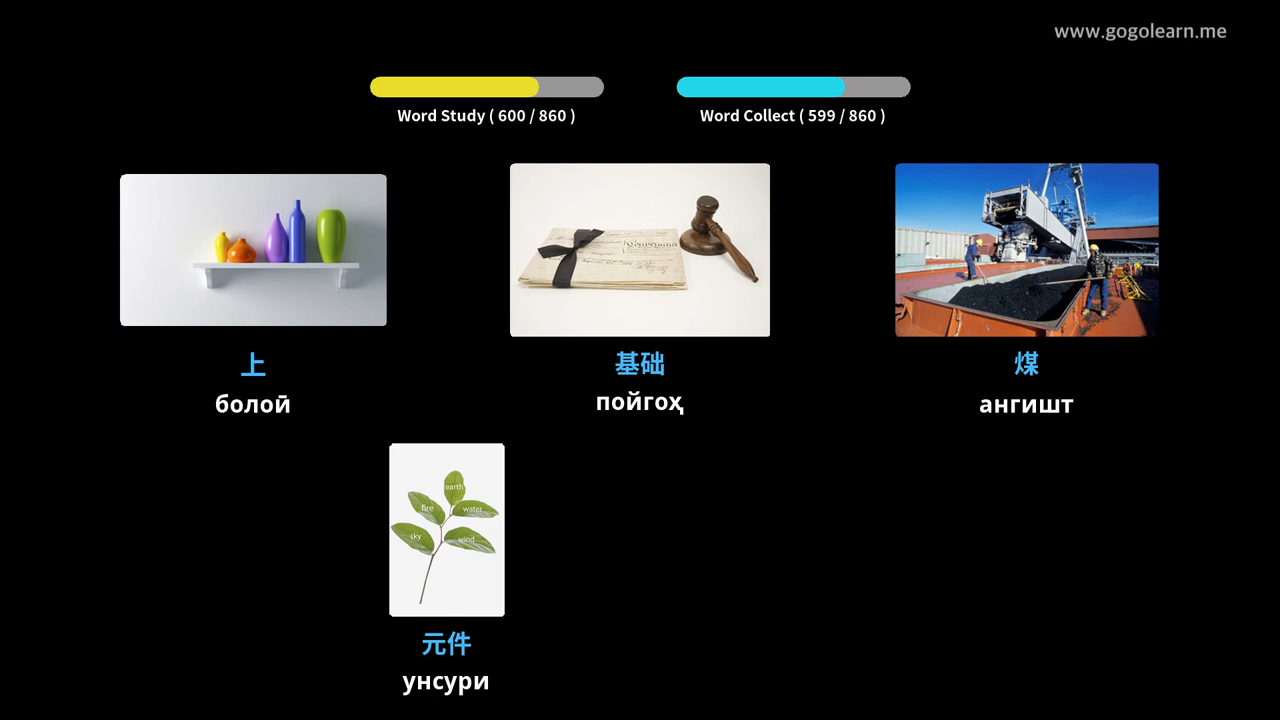 www.gogolearn.me
Word Study ( 600 / 860 )
Word Collect ( 599 / 860 )
上
болой
基础
пойгоҳ
煤
ангишт
earth
fire
water
sky
wind
元件
унсури